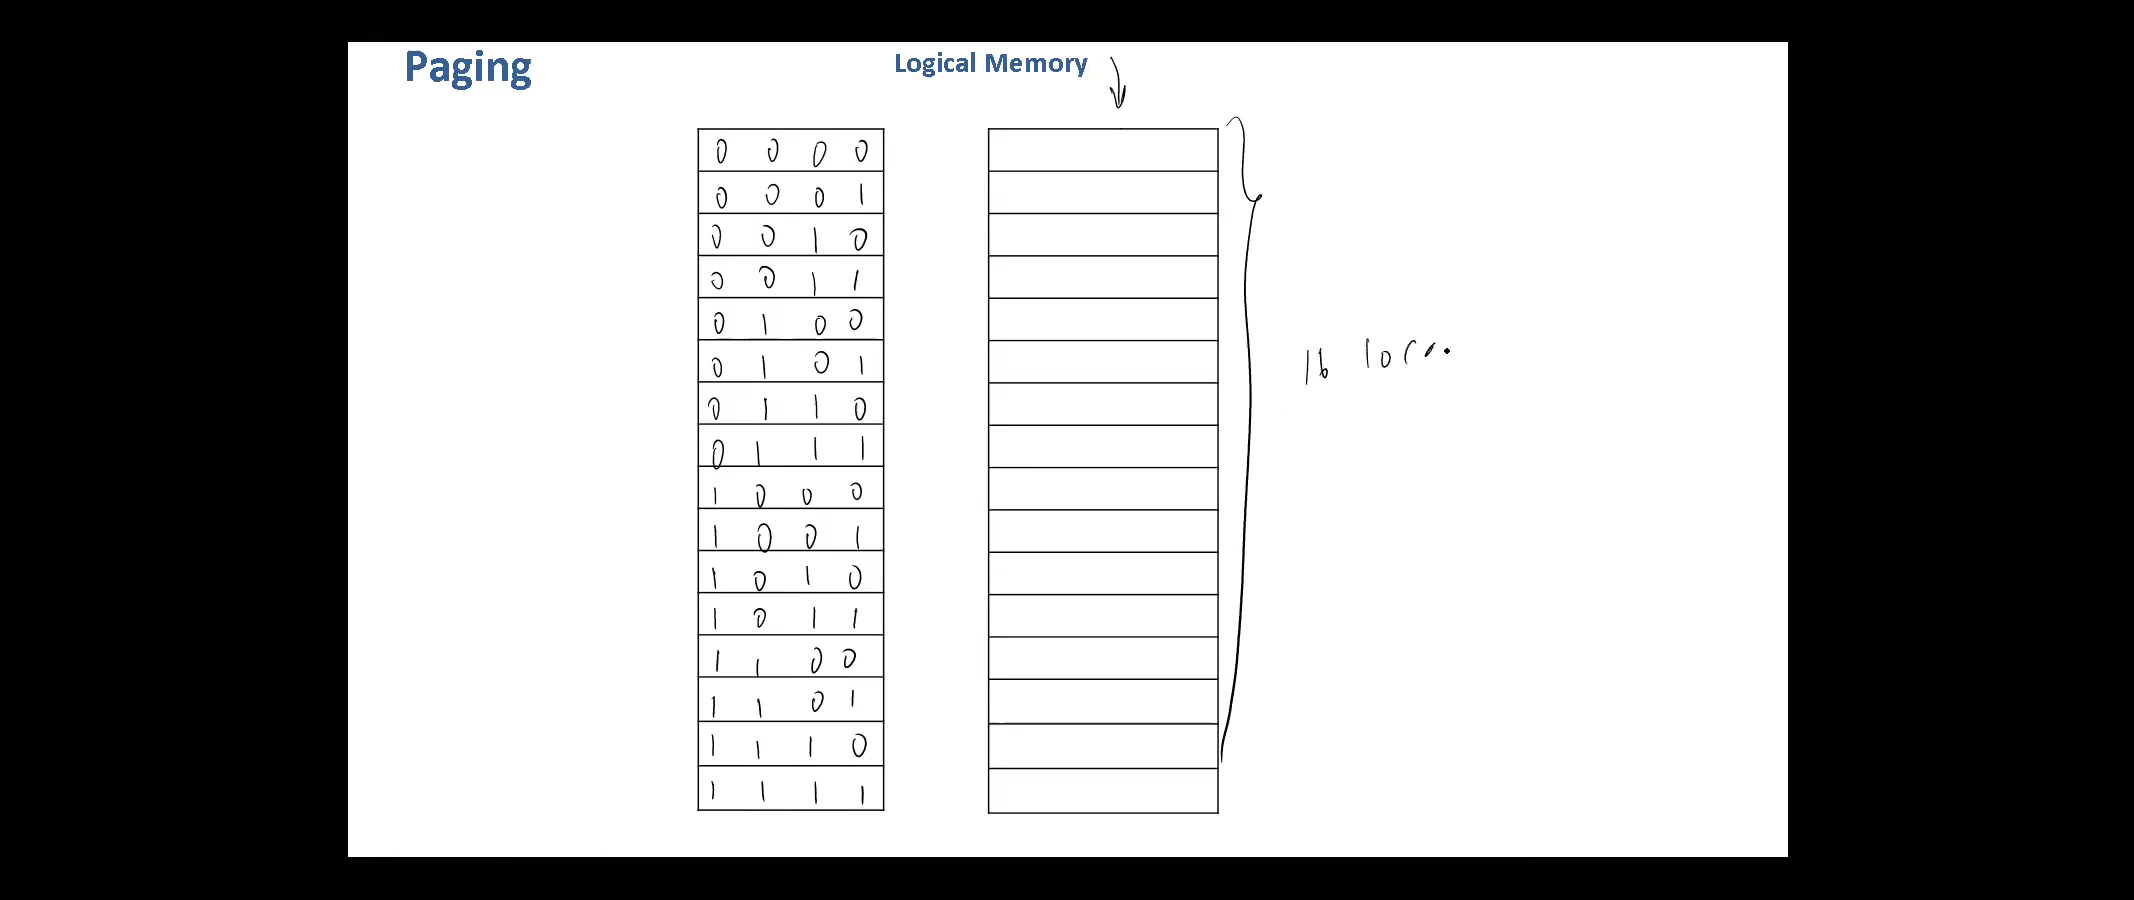 Paging
Logical Memory
0 0 0 0
0 0 0 1
0 0 1 0
0 0 1 1
0 1 0 0
0 1 0 1
0 1 1 0
0 1 1 1
1 0 0 0
1 0 0 1
1 0 1 0
1 0 1 1
1 1 0 0
1 1 0 1
1 1 1 0
1 1 1 1
16